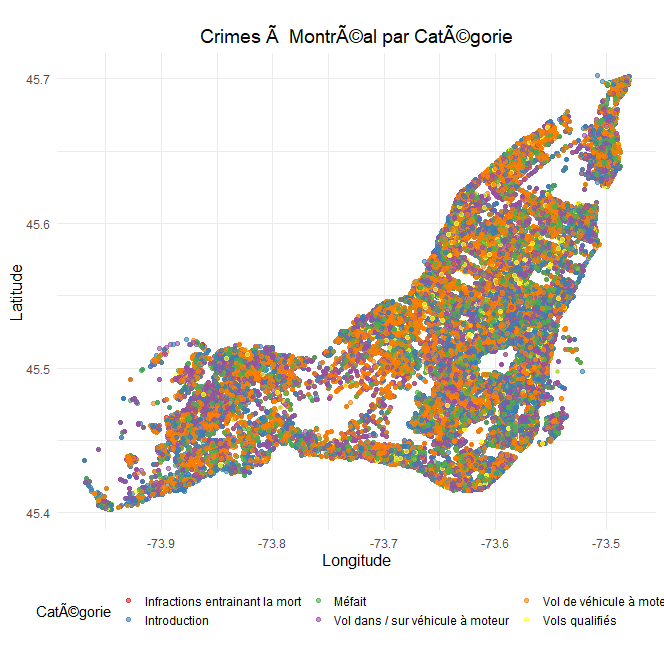 Crimes Ã  MontrÃ©al par CatÃ©gorie
45.7
45.6
45.5
45.4
Latitude
-73.9
-73.8
-73.7
-73.6
-73.5
Longitude
CatÃ©gorie
Infractions entrainant la mort
Méfait
Vol de véhicule à mote
Introduction
Vol dans / sur véhicule à moteur
Vols qualifiés